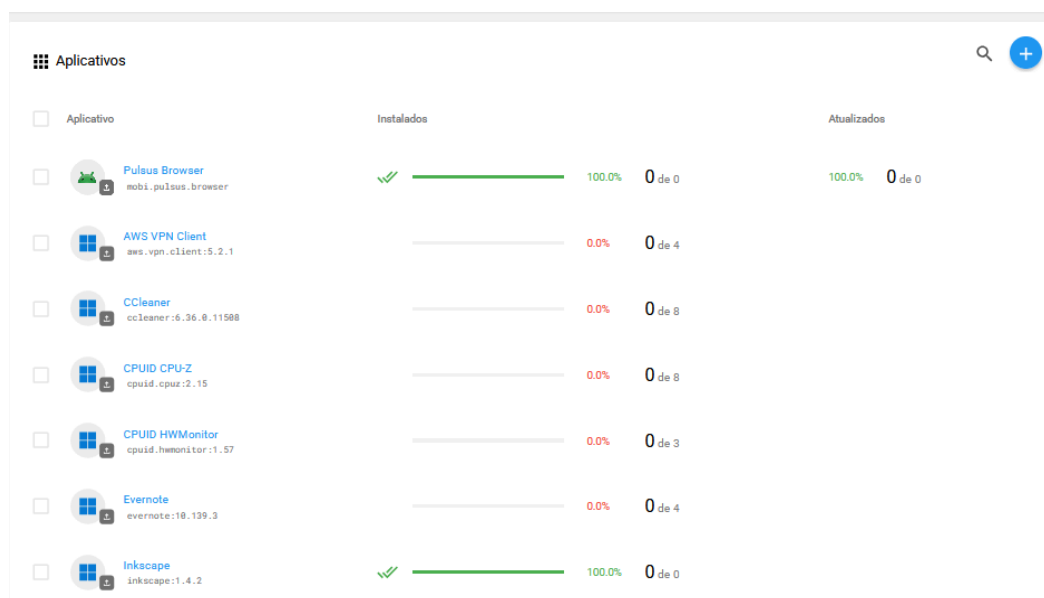 Aplicativos
Aplicativo Instalados Atualizados
Pulsus Browser
mobi.pulsus.browser
100.0% 0 de 0 100.0% 0 de 0
AWS VPN Client
aws.vpn.client:5.2.1
0.0% 0 de 4
CCleaner
ccleaner:6.36.0.11508
0.0% 0 de 8
CPUID CPU-Z
cpuid.cpuz:2.15
0.0% 0 de 8
CPUID HWMonitor
cpuid.hwmonitor:1.57
0.0% 0 de 3
Evernote
evernote:10.139.3
0.0% 0 de 4
Inkscape
inkscape:1.4.2
100.0% 0 de 0